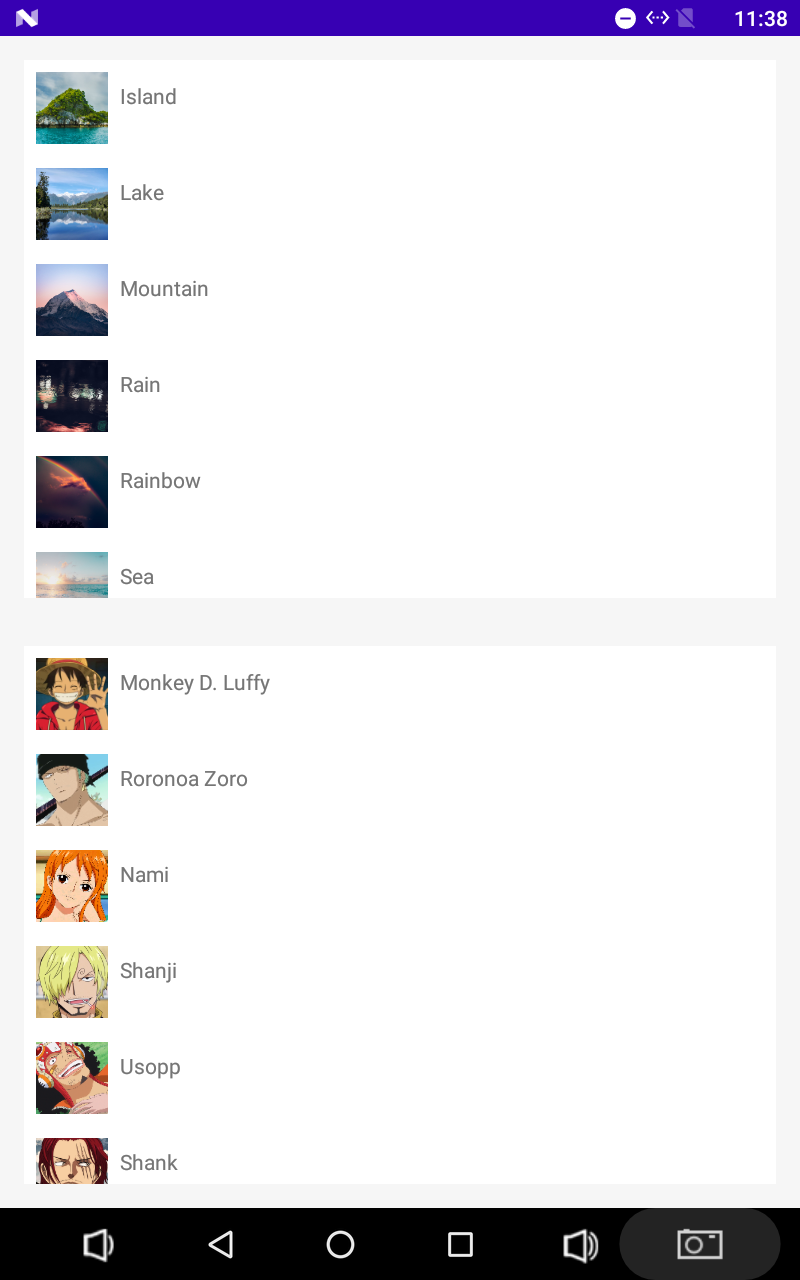 11:38
Island
Lake
Mountain
Rain
Rainbow
Sea
Monkey D. Luffy
Roronoa Zoro
Nami
Shanji
Usopp
Shank